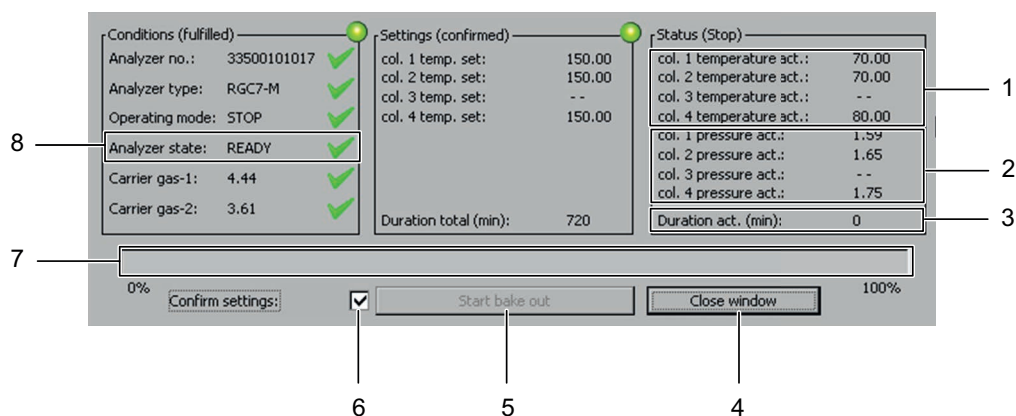 Conditions (fulfilled)
Analyzer no.: 33500101017
Analyzer type: RGC7-M
Operating mode: STOP
Analyzer state: READY
Carrier gas-1: 4.44
Carrier gas-2: 3.61
Settings (confirmed)
col. 1 temp. set: 150.00
col. 2 temp. set: 150.00
col. 3 temp. set: --
col. 4 temp. set: 150.00
Duration total (min): 720
Status (Stop)
col. 1 temperature act.: 70.00
col. 2 temperature act.: 70.00
col. 3 temperature act.: --
col. 4 temperature act.: 80.00
col. 1 pressure act.: 1.59
col. 2 pressure act.: 1.65
col. 3 pressure act.: --
col. 4 pressure act.: 1.75
Duration act. (min): 0
1
2
3
8
7
0% 100%
Confirm settings: Start bake out Close window
6 5 4